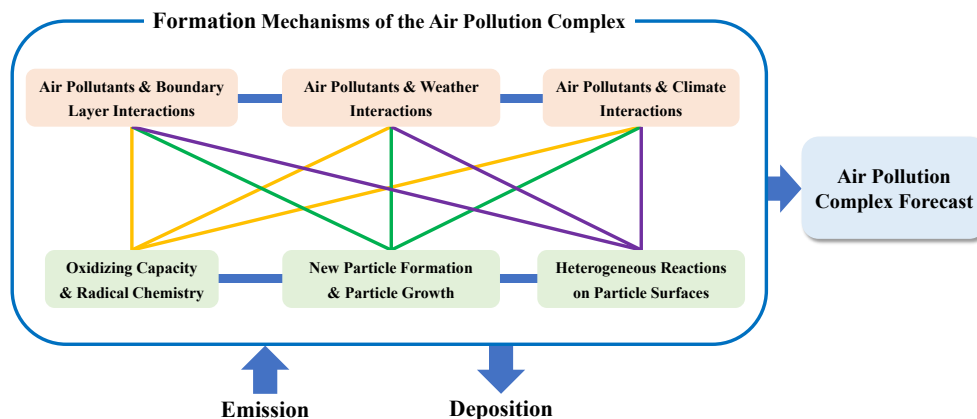 Formation Mechanisms of the Air Pollution Complex
Air Pollutants & Boundary
Layer Interactions
Air Pollutants & Weather
Interactions
Air Pollutants & Climate
Interactions
Air Pollution
Complex Forecast
Oxidizing Capacity
& Radical Chemistry
New Particle Formation
& Particle Growth
Heterogeneous Reactions
on Particle Surfaces
Emission
Deposition